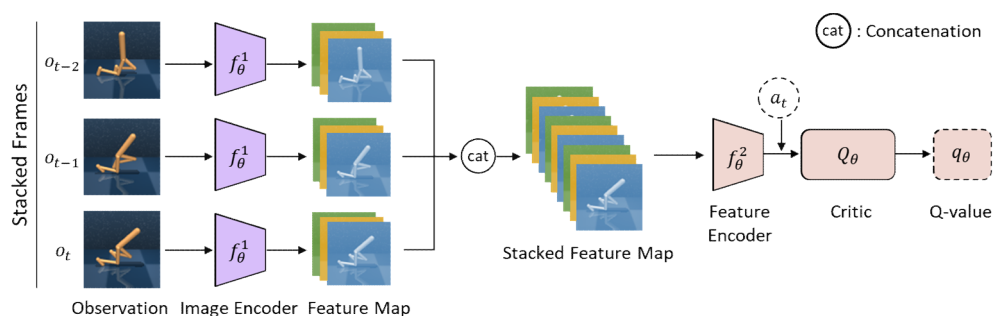 cat : Concatenation
Stacked Frames
o_{t-2}
f_θ^1
o_{t-1}
f_θ^1
cat
o_t
f_θ^1
a_t
f_θ^2
Q_θ
q_θ
Observation
Image Encoder
Feature Map
Stacked Feature Map
Feature
Encoder
Critic
Q-value